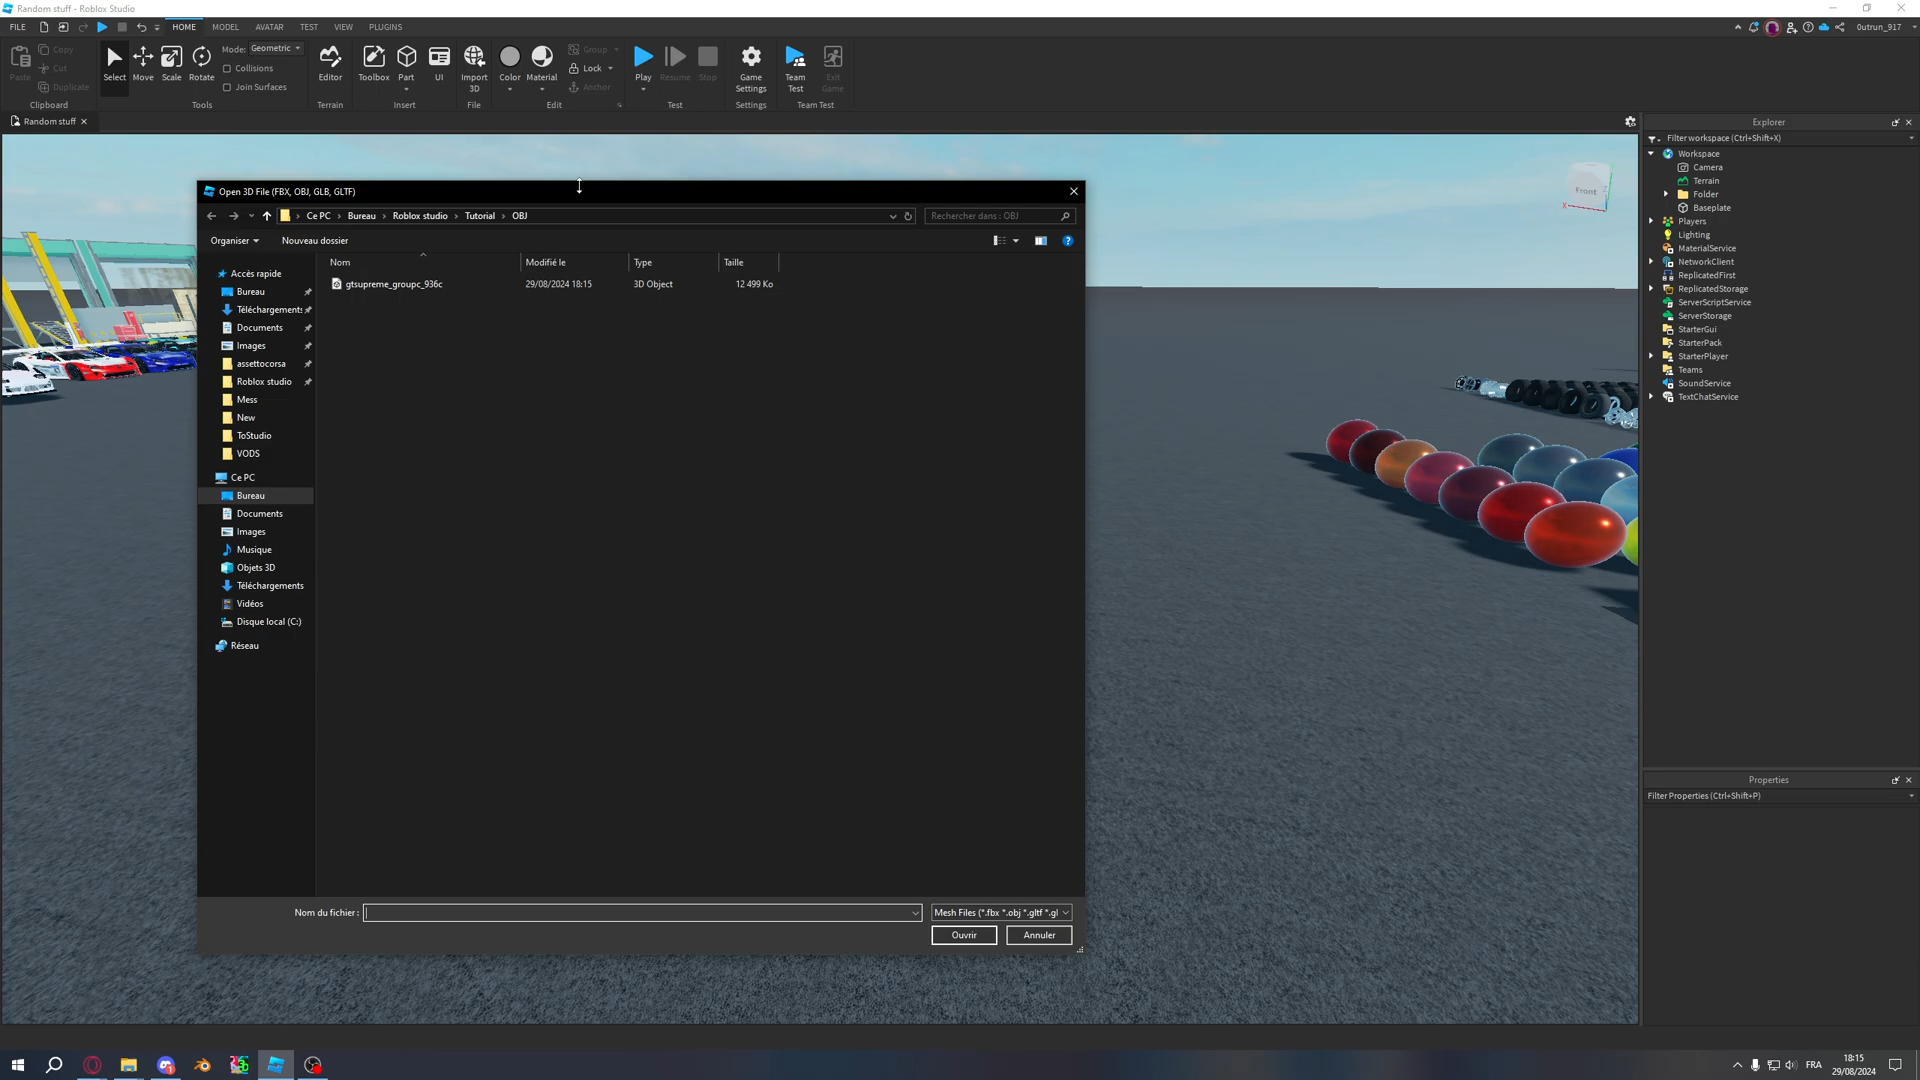 Random stuff - Roblox Studio
FILE HOME MODEL AVATAR TEST VIEW PLUGINS 0utrun_917
Paste Copy Cut Duplicate Clipboard
Select Move Scale Rotate Mode: Geometric Collisions Join Surfaces Tools
Editor Terrain
Toolbox Part UI Insert
Import 3D File
Color Material Group Lock Anchor Edit
Play Resume Stop Test
Game Settings Settings
Team Test Exit Game Team Test
Random stuff
Front
X
Z
Open 3D File (FBX, OBJ, GLB, GLTF)
Ce PC Bureau Roblox studio Tutorial OBJ Rechercher dans : OBJ
Organiser Nouveau dossier
Nom Modifié le Type Taille
gtsupreme_groupc_936c 29/08/2024 18:15 3D Object 12 499 Ko
Accès rapide
Bureau
Téléchargements
Documents
Images
assettocorsa
Roblox studio
Mess
New
ToStudio
VODS
Ce PC
Bureau
Documents
Images
Musique
Objets 3D
Téléchargements
Vidéos
Disque local (C:)
Réseau
Nom du fichier : Mesh Files (*.fbx *.obj *.gltf *.gl
Ouvrir Annuler
Explorer
Filter workspace (Ctrl+Shift+X)
Workspace
Camera
Terrain
Folder
Baseplate
Players
Lighting
MaterialService
NetworkClient
ReplicatedFirst
ReplicatedStorage
ServerScriptService
ServerStorage
StarterGui
StarterPack
StarterPlayer
Teams
SoundService
TextChatService
Properties
Filter Properties (Ctrl+Shift+P)
FRA 18:15
29/08/2024